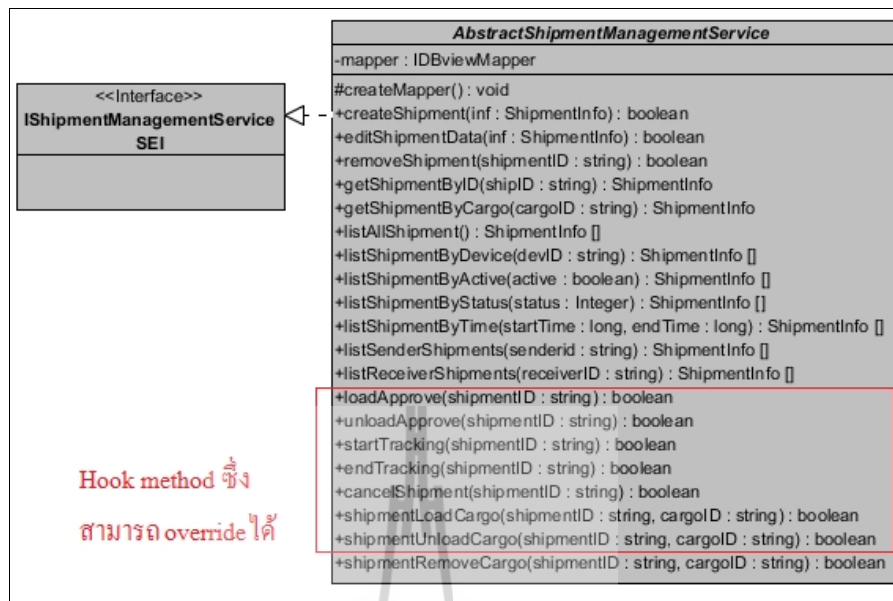 AbstractShipmentManagementService
-mapper : IDBviewMapper
<<Interface>>
IShipmentManagementService
SEI
#createMapper() : void
+createShipment(inf : ShipmentInfo) : boolean
+editShipmentData(inf : ShipmentInfo) : boolean
+removeShipment(shipmentID : string) : boolean
+getShipmentByID(shipID : string) : ShipmentInfo
+getShipmentByCargo(cargoID : string) : ShipmentInfo
+listAllShipment() : ShipmentInfo []
+listShipmentByDevice(devID : string) : ShipmentInfo []
+listShipmentByActive(active : boolean) : ShipmentInfo []
+listShipmentByStatus(status : Integer) : ShipmentInfo []
+listShipmentByTime(startTime : long, endTime : long) : ShipmentInfo []
+listSenderShipments(senderid : string) : ShipmentInfo []
+listReceiverShipments(receiverID : string) : ShipmentInfo []
+loadApprove(shipmentID : string) : boolean
+unloadApprove(shipmentID : string) : boolean
+startTracking(shipmentID : string) : boolean
+endTracking(shipmentID : string) : boolean
+cancelShipment(shipmentID : string) : boolean
+shipmentLoadCargo(shipmentID : string, cargoID : string) : boolean
+shipmentUnloadCargo(shipmentID : string, cargoID : string) : boolean
+shipmentRemoveCargo(shipmentID : string, cargoID : string) : boolean
Hook method ซึ่ง
สามารถ override ได้